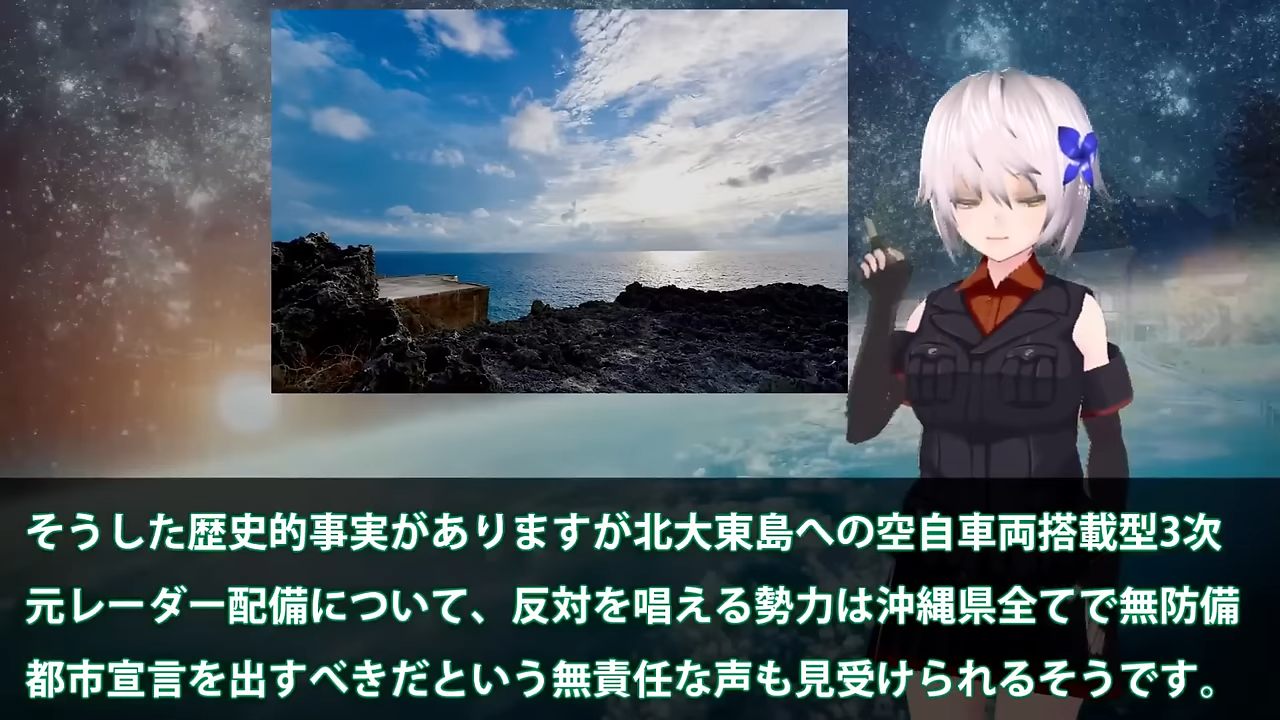 そうした歴史的事実がありますが北大東島への空自車両搭載型3次
元レーダー配備について、反対を唱える勢力は沖縄県全てで無防備
都市宣言を出すべきだという無責任な声も見受けられるそうです。